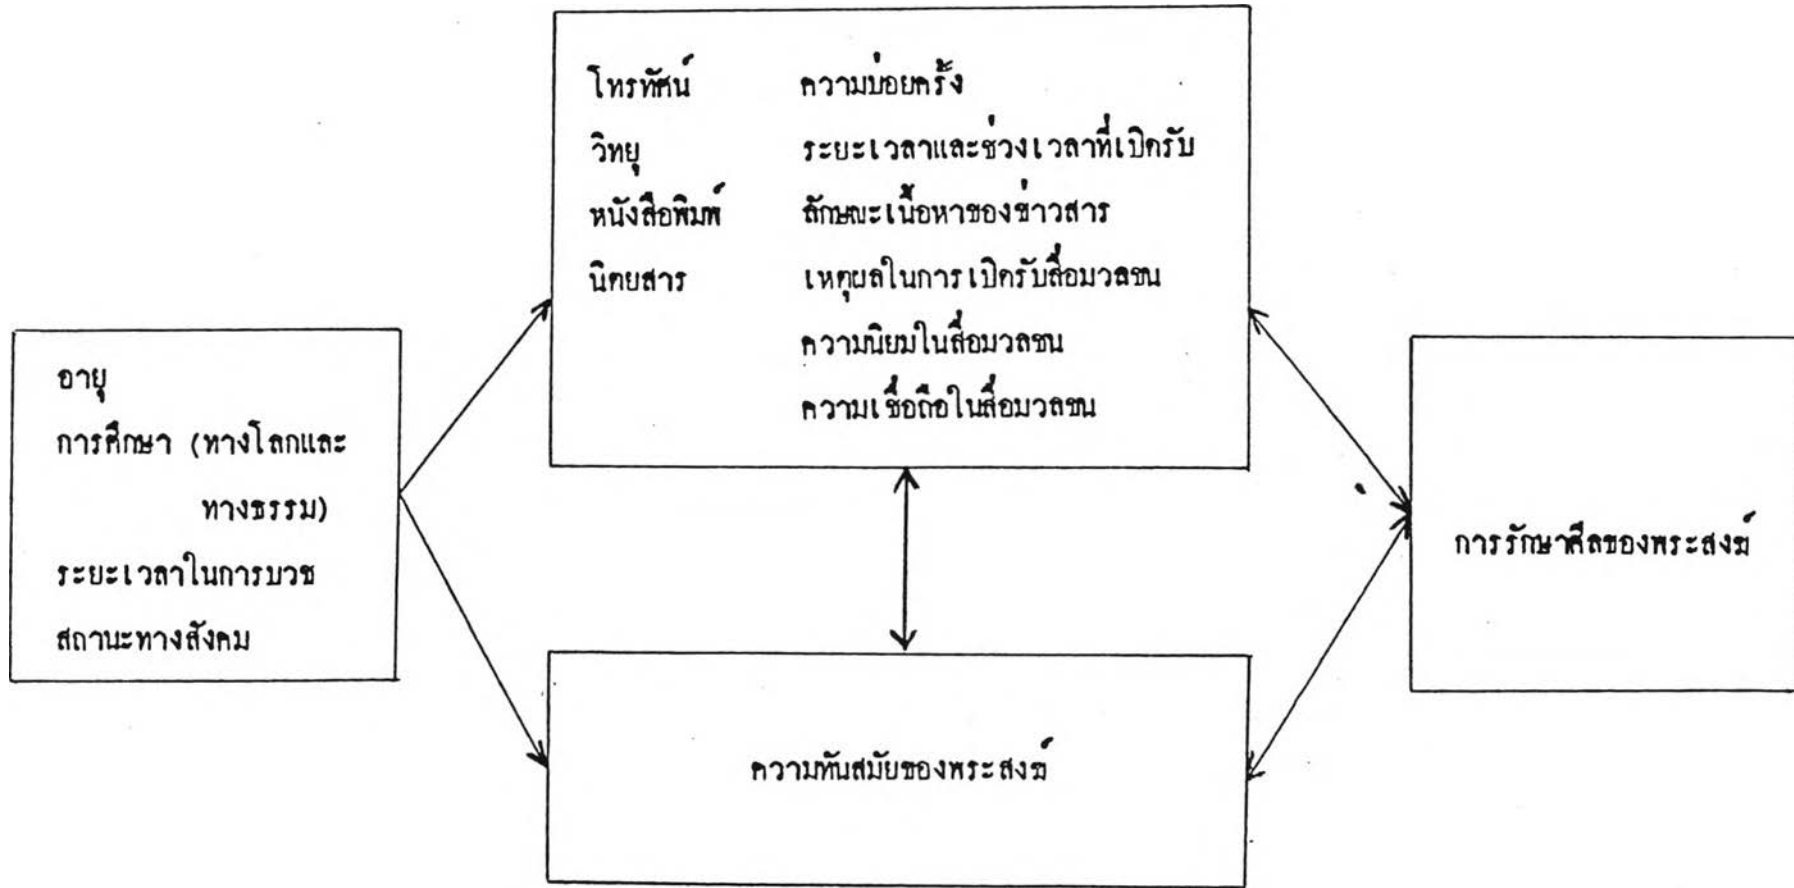 โทรทัศน์ ความบ่อยครั้ง
วิทยุ ระยะเวลาและช่วงเวลาที่เปิดรับ
หนังสือพิมพ์ ลักษณะเนื้อหาของข่าวสาร
นิตยสาร เหตุผลในการเปิดรับสื่อมวลชน
ความนิยมในสื่อมวลชน
ความเชื่อถือในสื่อมวลชน
อายุ
การศึกษา (ทางโลกและ
ทางธรรม)
ระยะเวลาในการบวช
สถานะทางสังคม
การรักษาศีลของพระสงฆ์
ความทันสมัยของพระสงฆ์